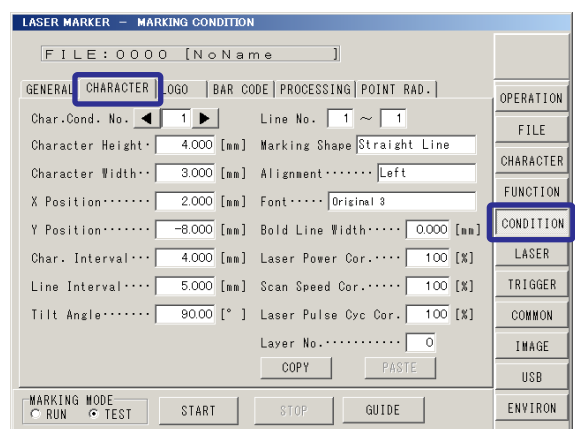 LASER MARKER － MARKING CONDITION
FILE:0000 [NoName ]
GENERAL CHARACTER LOGO BAR CODE PROCESSING POINT RAD.
Char.Cond. No. ◀ 1 ▶ Line No. 1 ～ 1
Character Height· 4.000 [mm] Marking Shape Straight Line
Character Width·· 3.000 [mm] Alignment······· Left
X Position······· 2.000 [mm] Font····· Original 3
Y Position······· -8.000 [mm] Bold Line Width····· 0.000 [mm]
Char. Interval··· 4.000 [mm] Laser Power Cor.···· 100 [%]
Line Interval···· 5.000 [mm] Scan Speed Cor.····· 100 [%]
Tilt Angle······· 90.00 [° ] Laser Pulse Cyc Cor. 100 [%]
Layer No.··········· 0
COPY PASTE
MARKING MODE
RUN TEST START STOP GUIDE
OPERATION
FILE
CHARACTER
FUNCTION
CONDITION
LASER
TRIGGER
COMMON
IMAGE
USB
ENVIRON